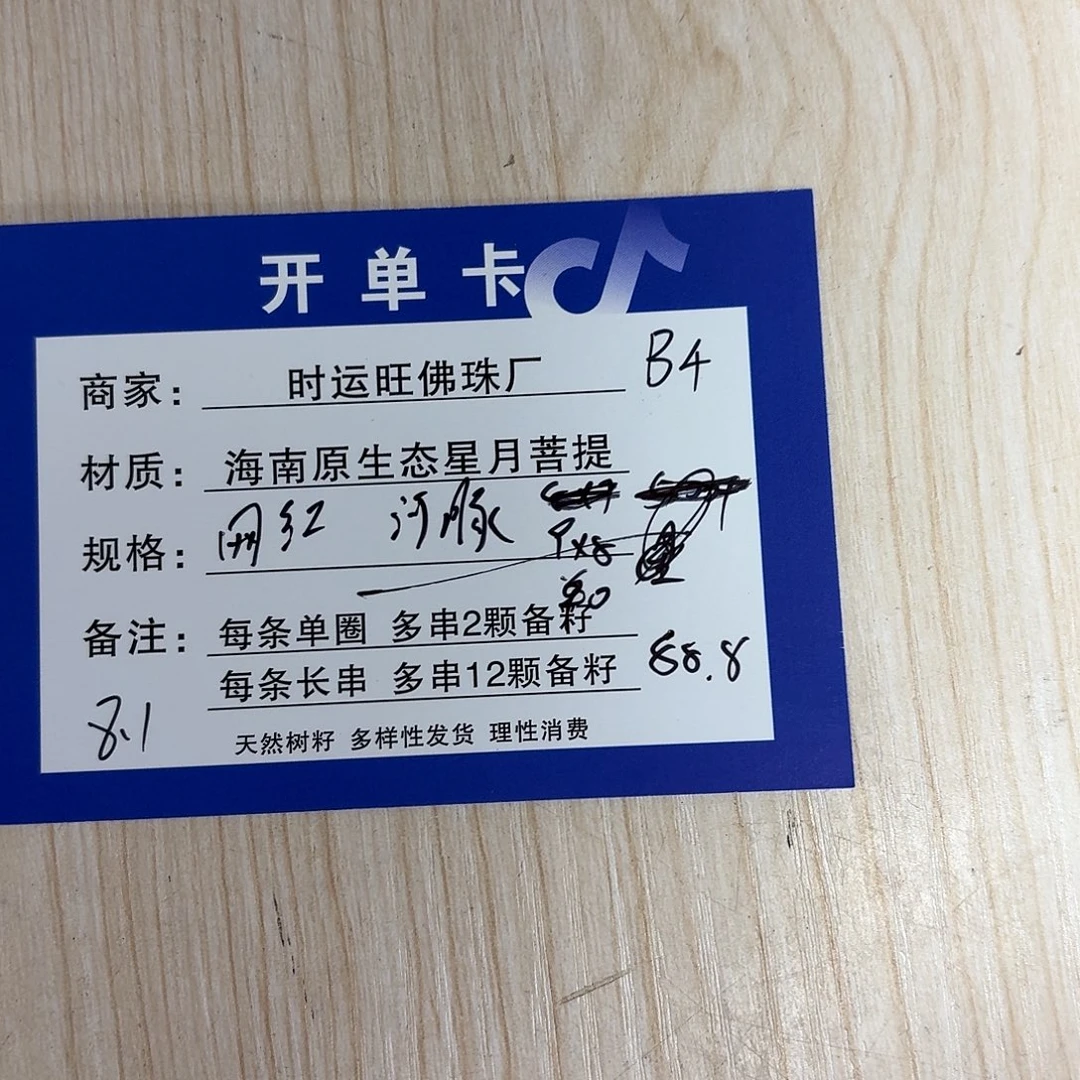 开单卡
商家： 时运旺佛珠厂 B4
材质： 海南原生态星月菩提
规格： 网红 河豚
备注： 每条单圈 多串2颗备籽
每条长串 多串12颗备籽 88.8
8.1 天然树籽 多样性发货 理性消费